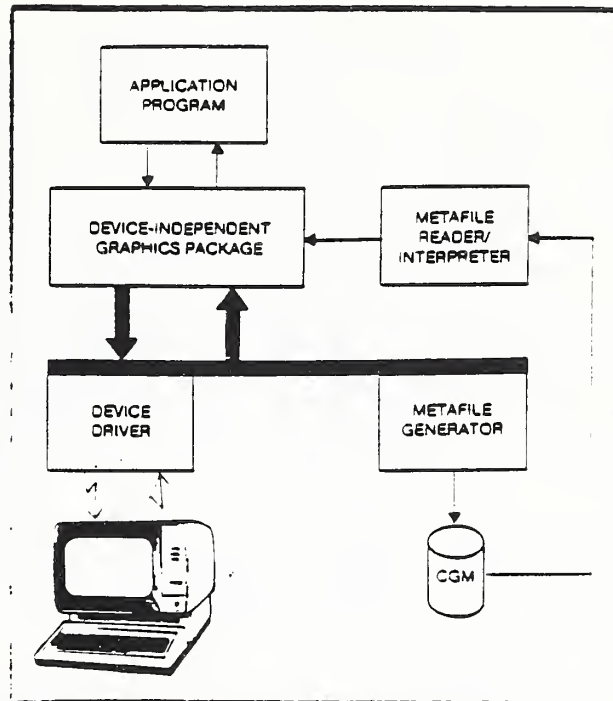 APPLICATION
PROGRAM
DEVICE-INDEPENDENT
GRAPHICS PACKAGE
METAFILE
READER/
INTERPRETER
DEVICE
DRIVER
METAFILE
GENERATOR
CGM